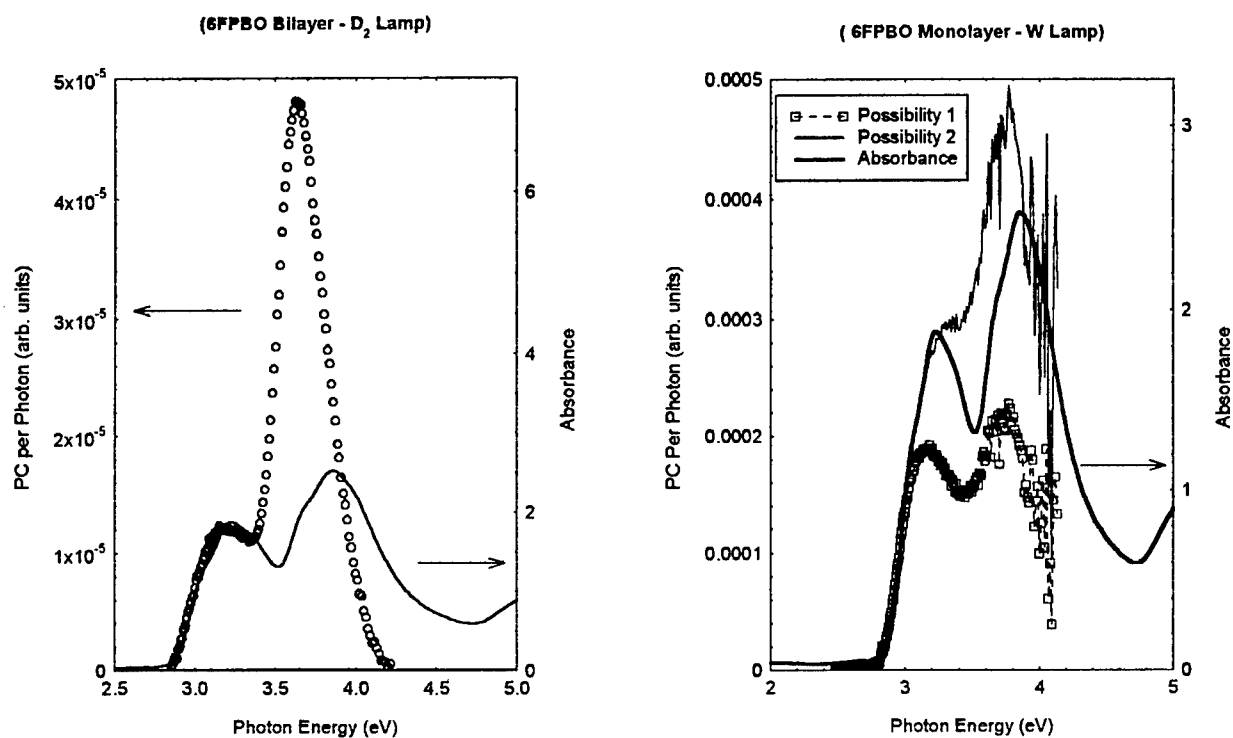 (6FPBO Bilayer - D2 Lamp)
5x10-5
4x10-5
3x10-5
2x10-5
1x10-5
0
PC per Photon (arb. units)
6
4
2
0
Absorbance
2.5 3.0 3.5 4.0 4.5 5.0
Photon Energy (eV)
( 6FPBO Monolayer - W Lamp)
0.0005
0.0004
0.0003
0.0002
0.0001
0
PC Per Photon (arb. units)
Possibility 1
Possibility 2
Absorbance
3
2
1
0
Absorbance
2 3 4 5
Photon Energy (eV)